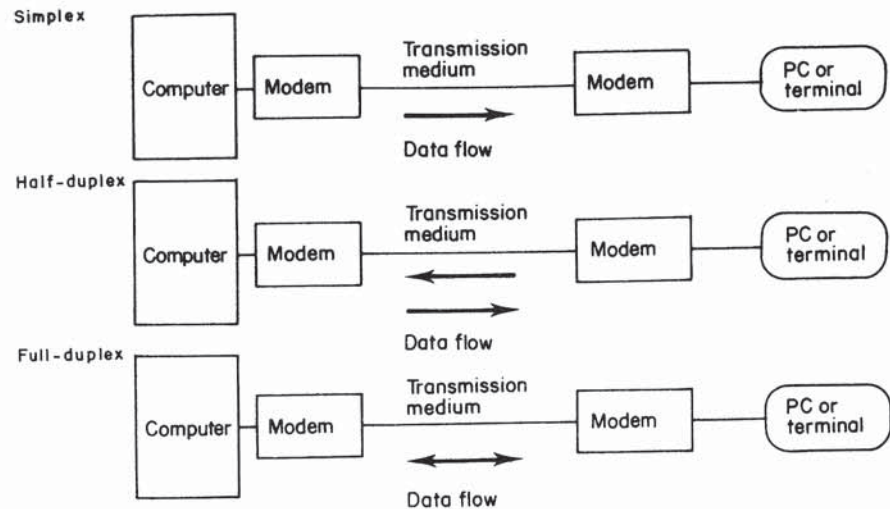 Simplex
Computer
Modem
Transmission
medium
Data flow
Modem
PC or
terminal
Half-duplex
Computer
Modem
Transmission
medium
Data flow
Modem
PC or
terminal
Full-duplex
Computer
Modem
Transmission
medium
Data flow
Modem
PC or
terminal